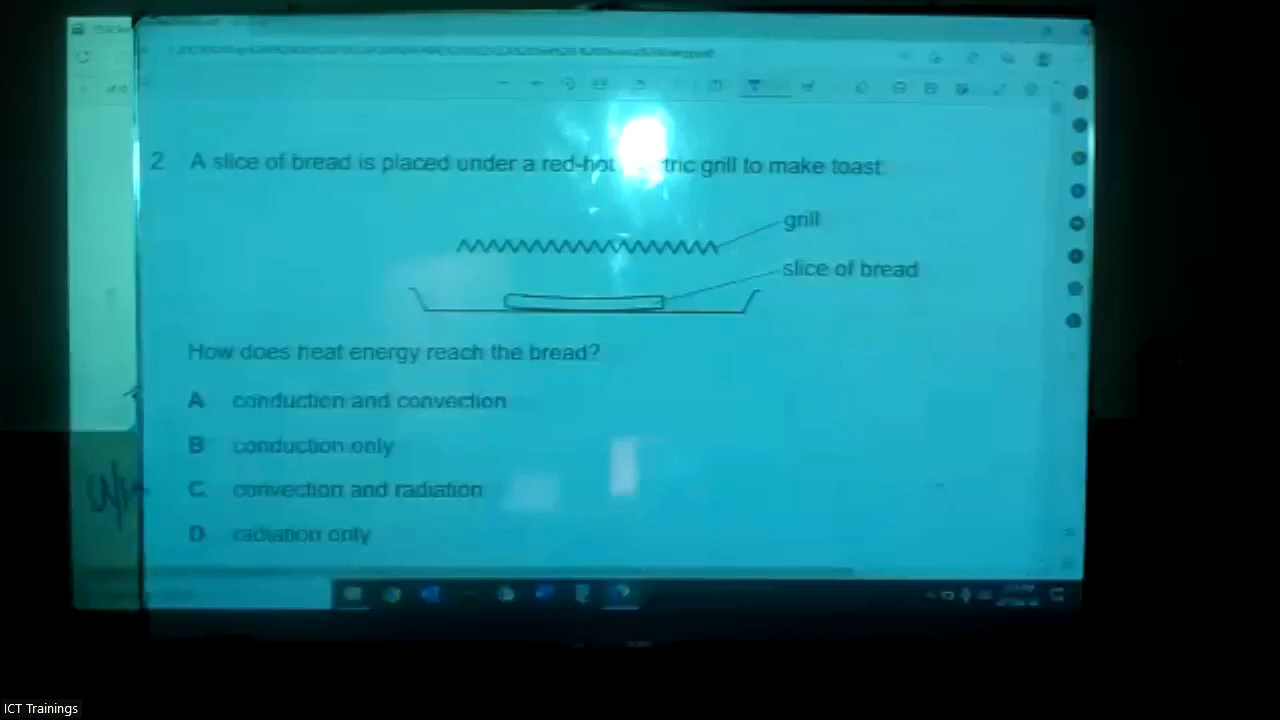 2 A slice of bread is placed under a red-hot tric grill to make toast.
grill
slice of bread
How does heat energy reach the bread?
A conduction and convection
B conduction only
C convection and radiation
D radiation only
ICT Trainings